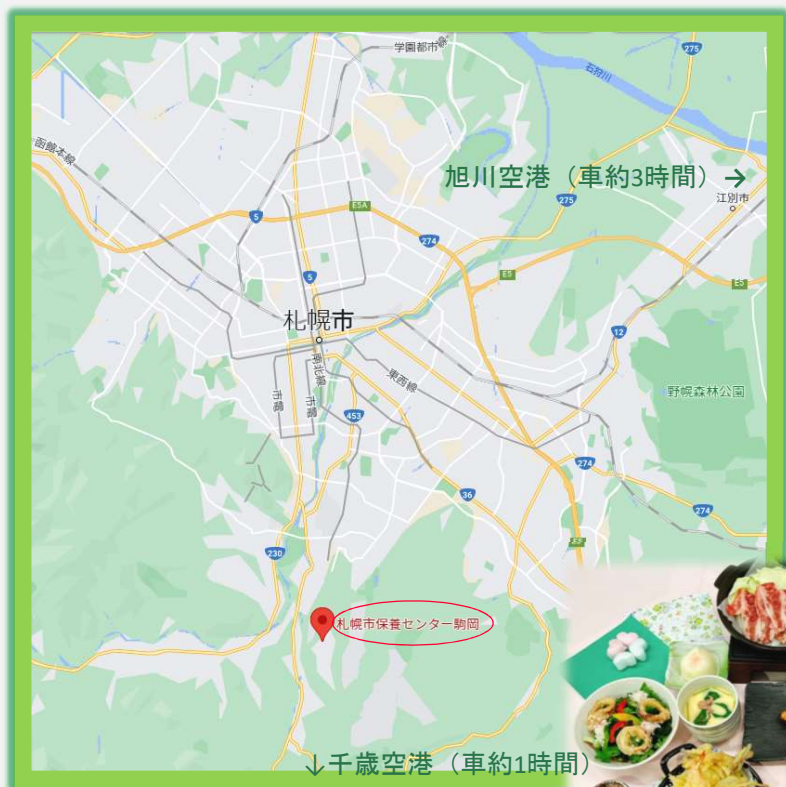 学園都市線
275
石狩川
函館本線
旭川空港（車約3時間）→
江別市
275
E5A
5
274
E5
E5
5
札幌市
12
南北線
東西線
市電
市電
453
野幌森林公園
274
36
274
230
札幌市保養センター駒岡
↓千歳空港（車約1時間）